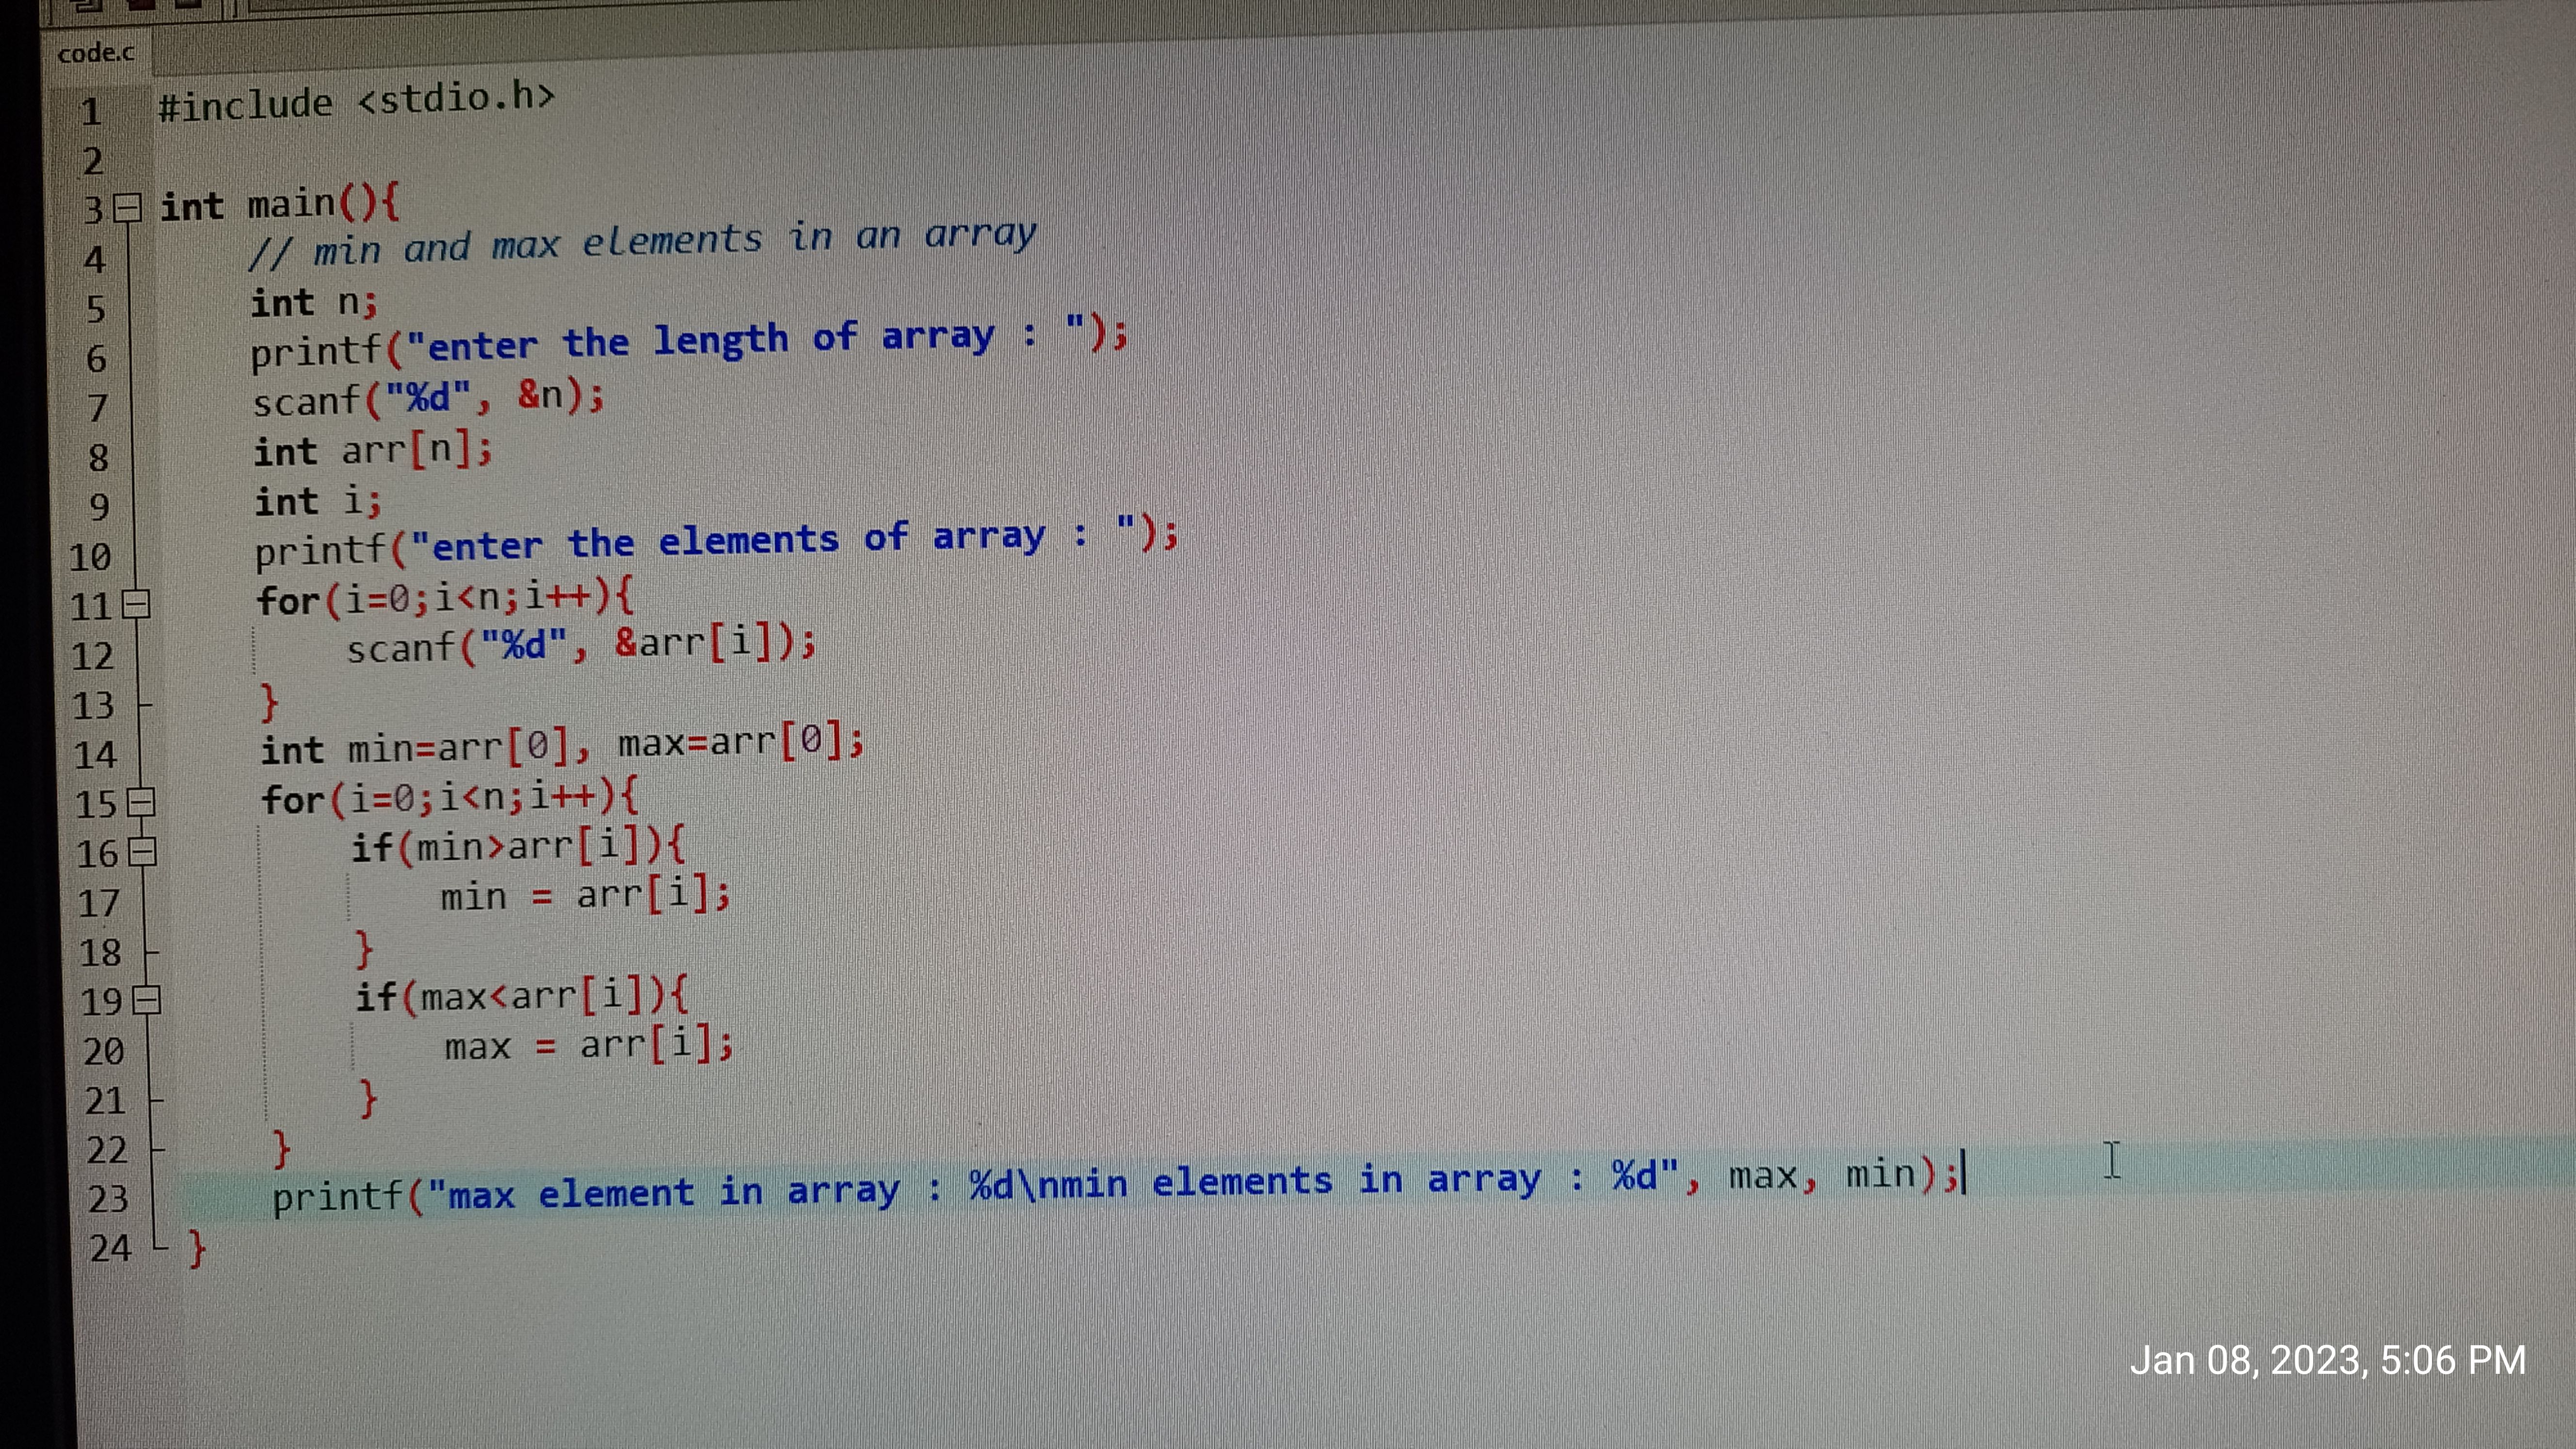 code.c
1 #include <stdio.h>
2
3 int main(){
4     // min and max elements in an array
5     int n;
6     printf("enter the length of array : ");
7     scanf("%d", &n);
8     int arr[n];
9     int i;
10     printf("enter the elements of array : ");
11     for(i=0;i<n;i++){
12         scanf("%d", &arr[i]);
13     }
14     int min=arr[0], max=arr[0];
15     for(i=0;i<n;i++){
16         if(min>arr[i]){
17             min = arr[i];
18         }
19         if(max<arr[i]){
20             max = arr[i];
21         }
22     }
23     printf("max element in array : %d\nmin elements in array : %d", max, min);
24 }
Jan 08, 2023, 5:06 PM